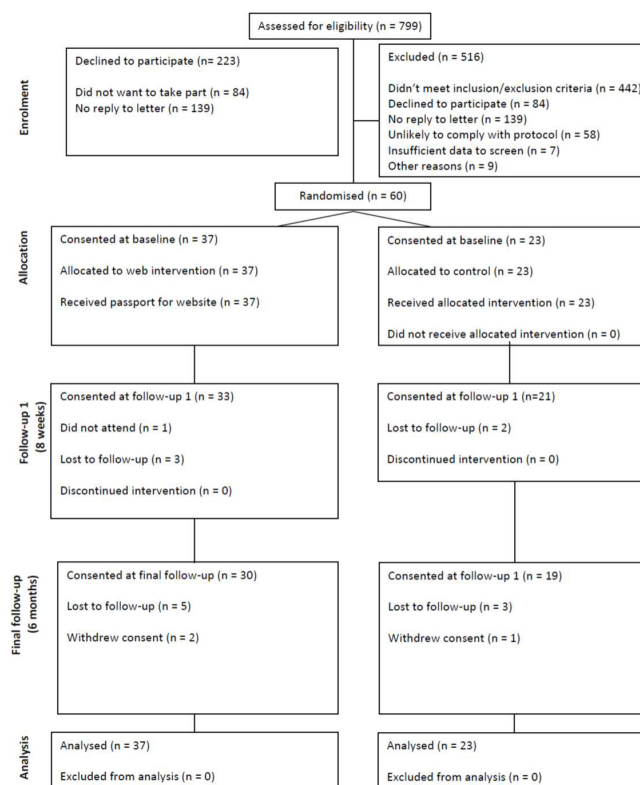 Assessed for eligibility (n = 799)
Enrolment
Declined to participate (n= 223)
Did not want to take part (n = 84)
No reply to letter (n = 139)
Excluded (n = 516)
Didn't meet inclusion/exclusion criteria (n = 442)
Declined to participate (n = 84)
No reply to letter (n = 139)
Unlikely to comply with protocol (n = 58)
Insufficient data to screen (n = 7)
Other reasons (n = 9)
Randomised (n = 60)
Allocation
Consented at baseline (n = 37)
Allocated to web intervention (n = 37)
Received passport for website (n = 37)
Consented at baseline (n = 23)
Allocated to control (n = 23)
Received allocated intervention (n = 23)
Did not receive allocated intervention (n = 0)
Follow-up 1
(8 weeks)
Consented at follow-up 1 (n = 33)
Did not attend (n = 1)
Lost to follow-up (n = 3)
Discontinued intervention (n = 0)
Consented at follow-up 1 (n=21)
Lost to follow-up (n = 2)
Discontinued intervention (n = 0)
Final follow-up
(6 months)
Consented at final follow-up (n = 30)
Lost to follow-up (n = 5)
Withdrew consent (n = 2)
Consented at follow-up 1 (n = 19)
Lost to follow-up (n = 3)
Withdrew consent (n = 1)
Analysis
Analysed (n = 37)
Excluded from analysis (n = 0)
Analysed (n = 23)
Excluded from analysis (n = 0)